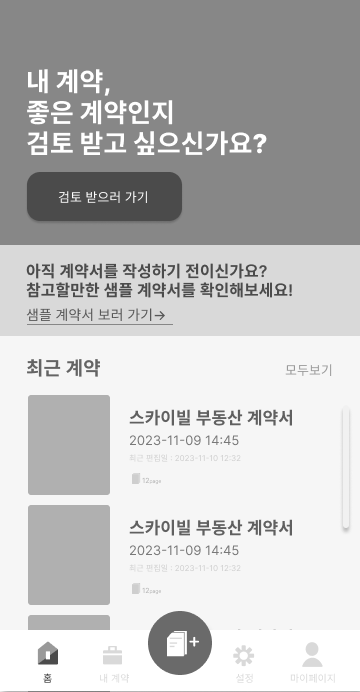 내 계약,
좋은 계약인지
검토 받고 싶으신가요?
검토 받으러 가기
아직 계약서를 작성하기 전이신가요?
참고할만한 샘플 계약서를 확인해보세요!
샘플 계약서 보러 가기→
최근 계약
모두보기
스카이빌 부동산 계약서
2023-11-09 14:45
최근 편집일 : 2023-11-10 12:32
12page
스카이빌 부동산 계약서
2023-11-09 14:45
최근 편집일 : 2023-11-10 12:32
12page
홈
내 계약
설정
마이페이지